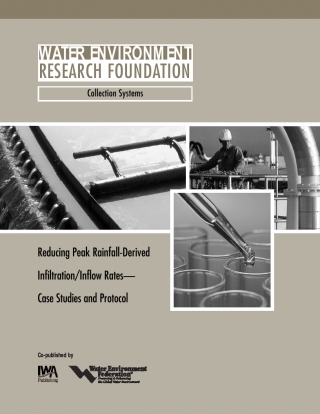 WATER ENVIRONMENT
RESEARCH FOUNDATION
Collection Systems
Reducing Peak Rainfall-Derived
Infiltration/Inflow Rates—
Case Studies and Protocol
Co-published by
IWA
Publishing
Water Environment
Federation®